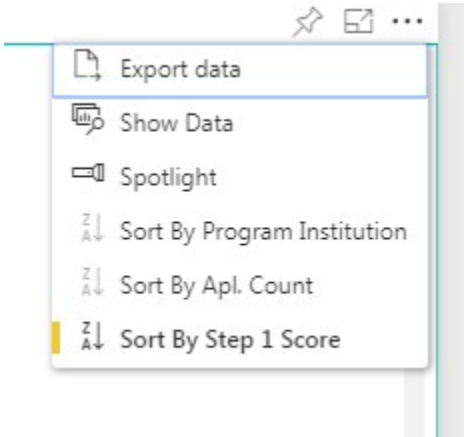 Export data
Show Data
Spotlight
Sort By Program Institution
Sort By Apl. Count
Sort By Step 1 Score